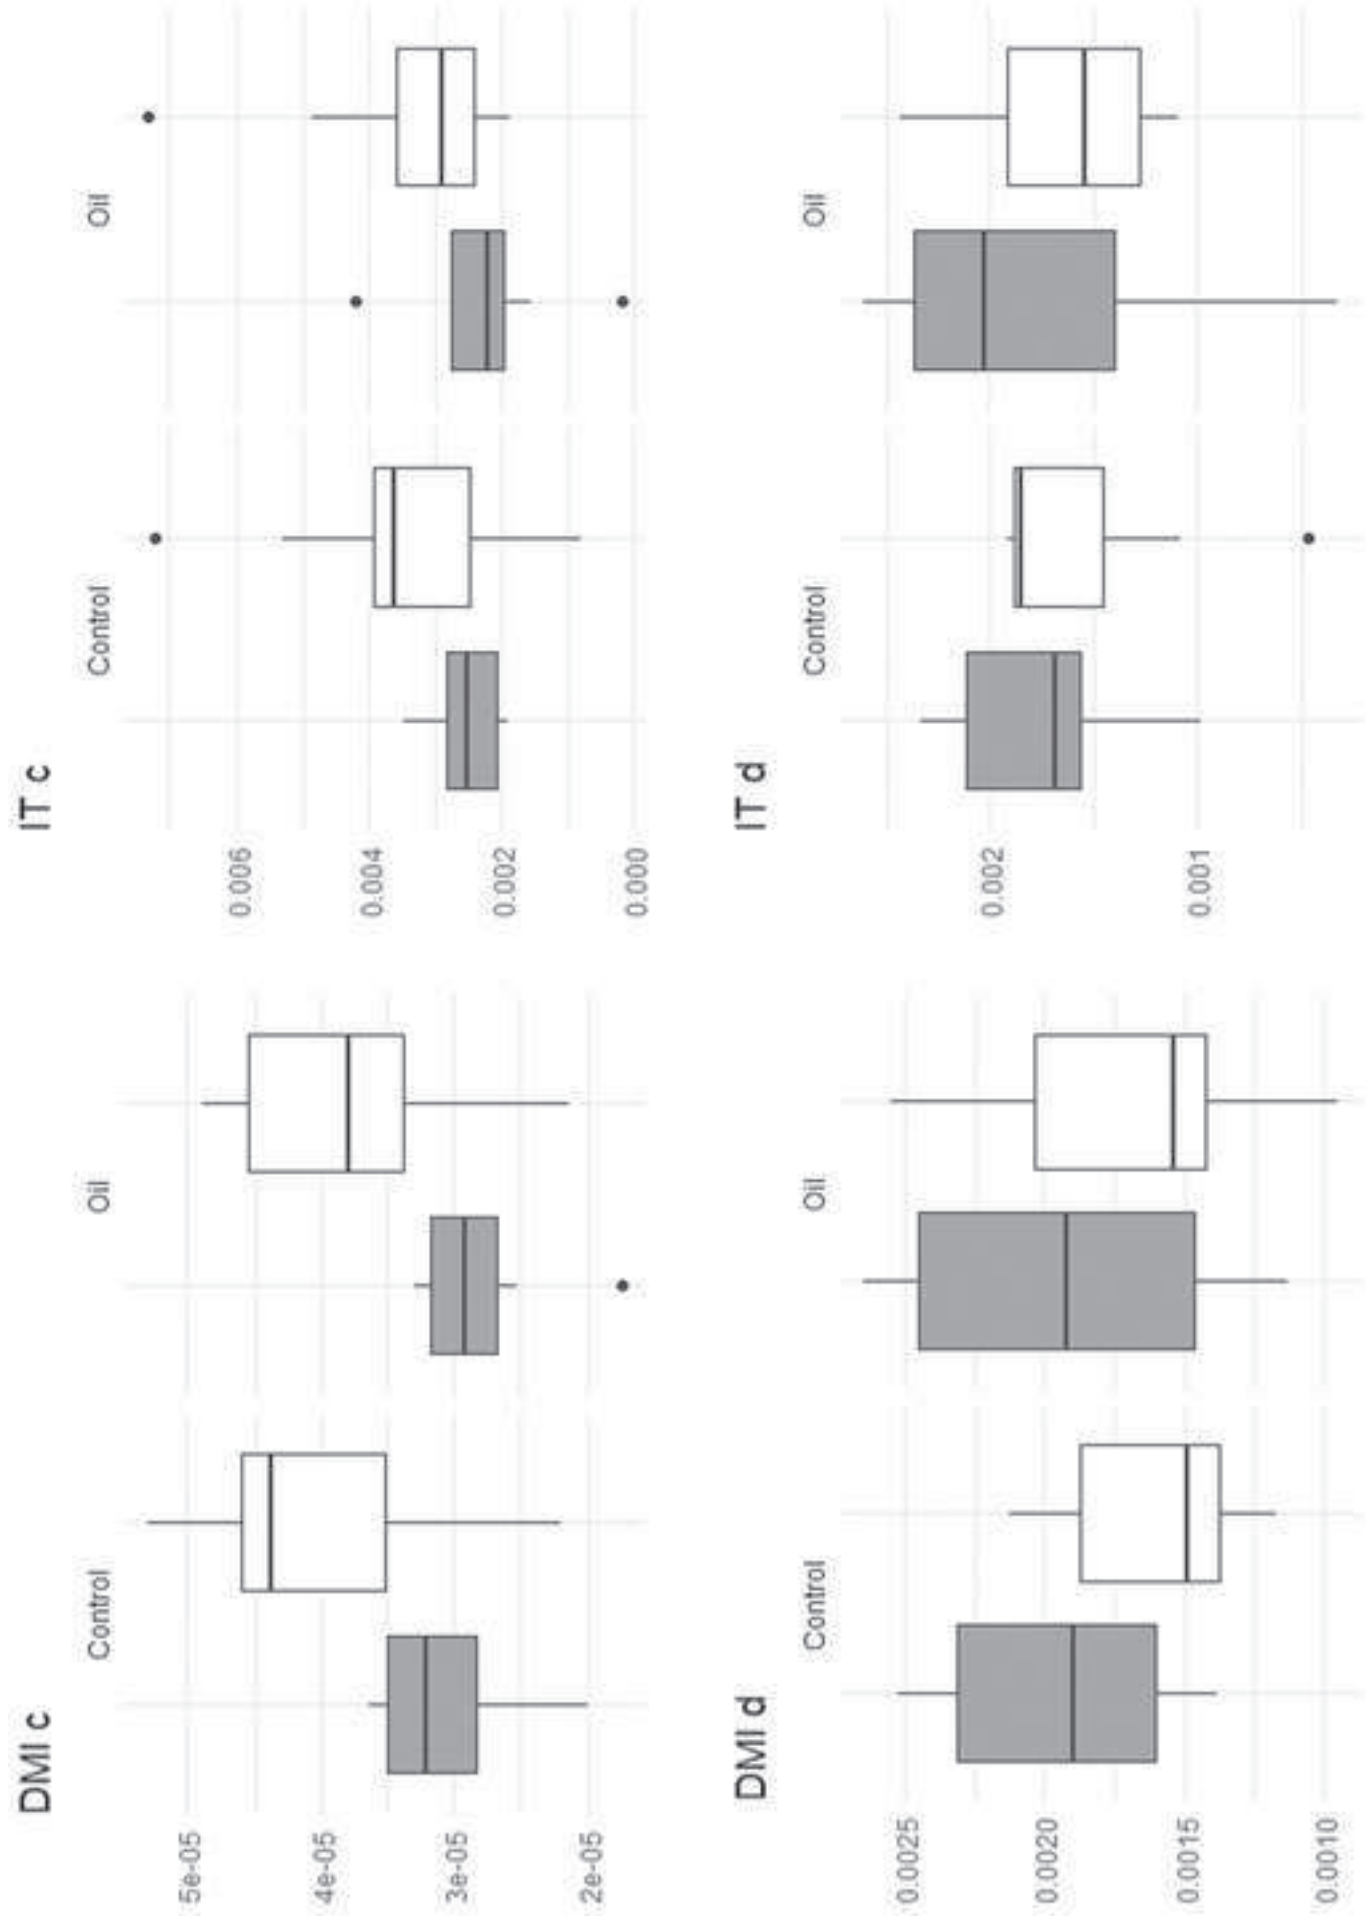 DMI c
Control
Oil
5e-05
4e-05
3e-05
2e-05
IT c
Control
Oil
0.006
0.004
0.002
0.000
DMI d
Control
Oil
0.0025
0.0020
0.0015
0.0010
IT d
Control
Oil
0.002
0.001